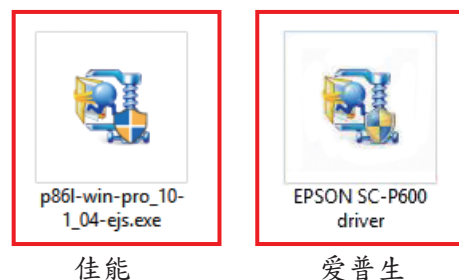 p86l-win-pro_10-
1_04-ejs.exe
EPSON SC-P600
driver
佳能
爱普生